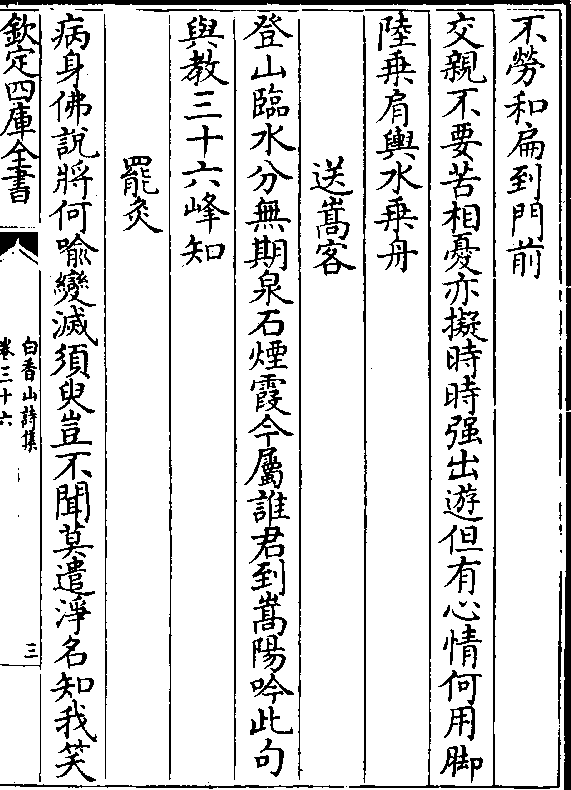 不勞和扁到門前
交親不要苦相憂亦擬時時强出遊但有心情何用脚
陸乗肩輿水乗舟
送嵩客
登山臨水分無期泉石煙霞今屬誰君到嵩陽吟此句
與教三十六峰知
罷灸
病身佛說將何喻變滅須臾豈不聞莫遣淨名知我笑
欽定四庫全書
白香山詩集
卷三十六
三